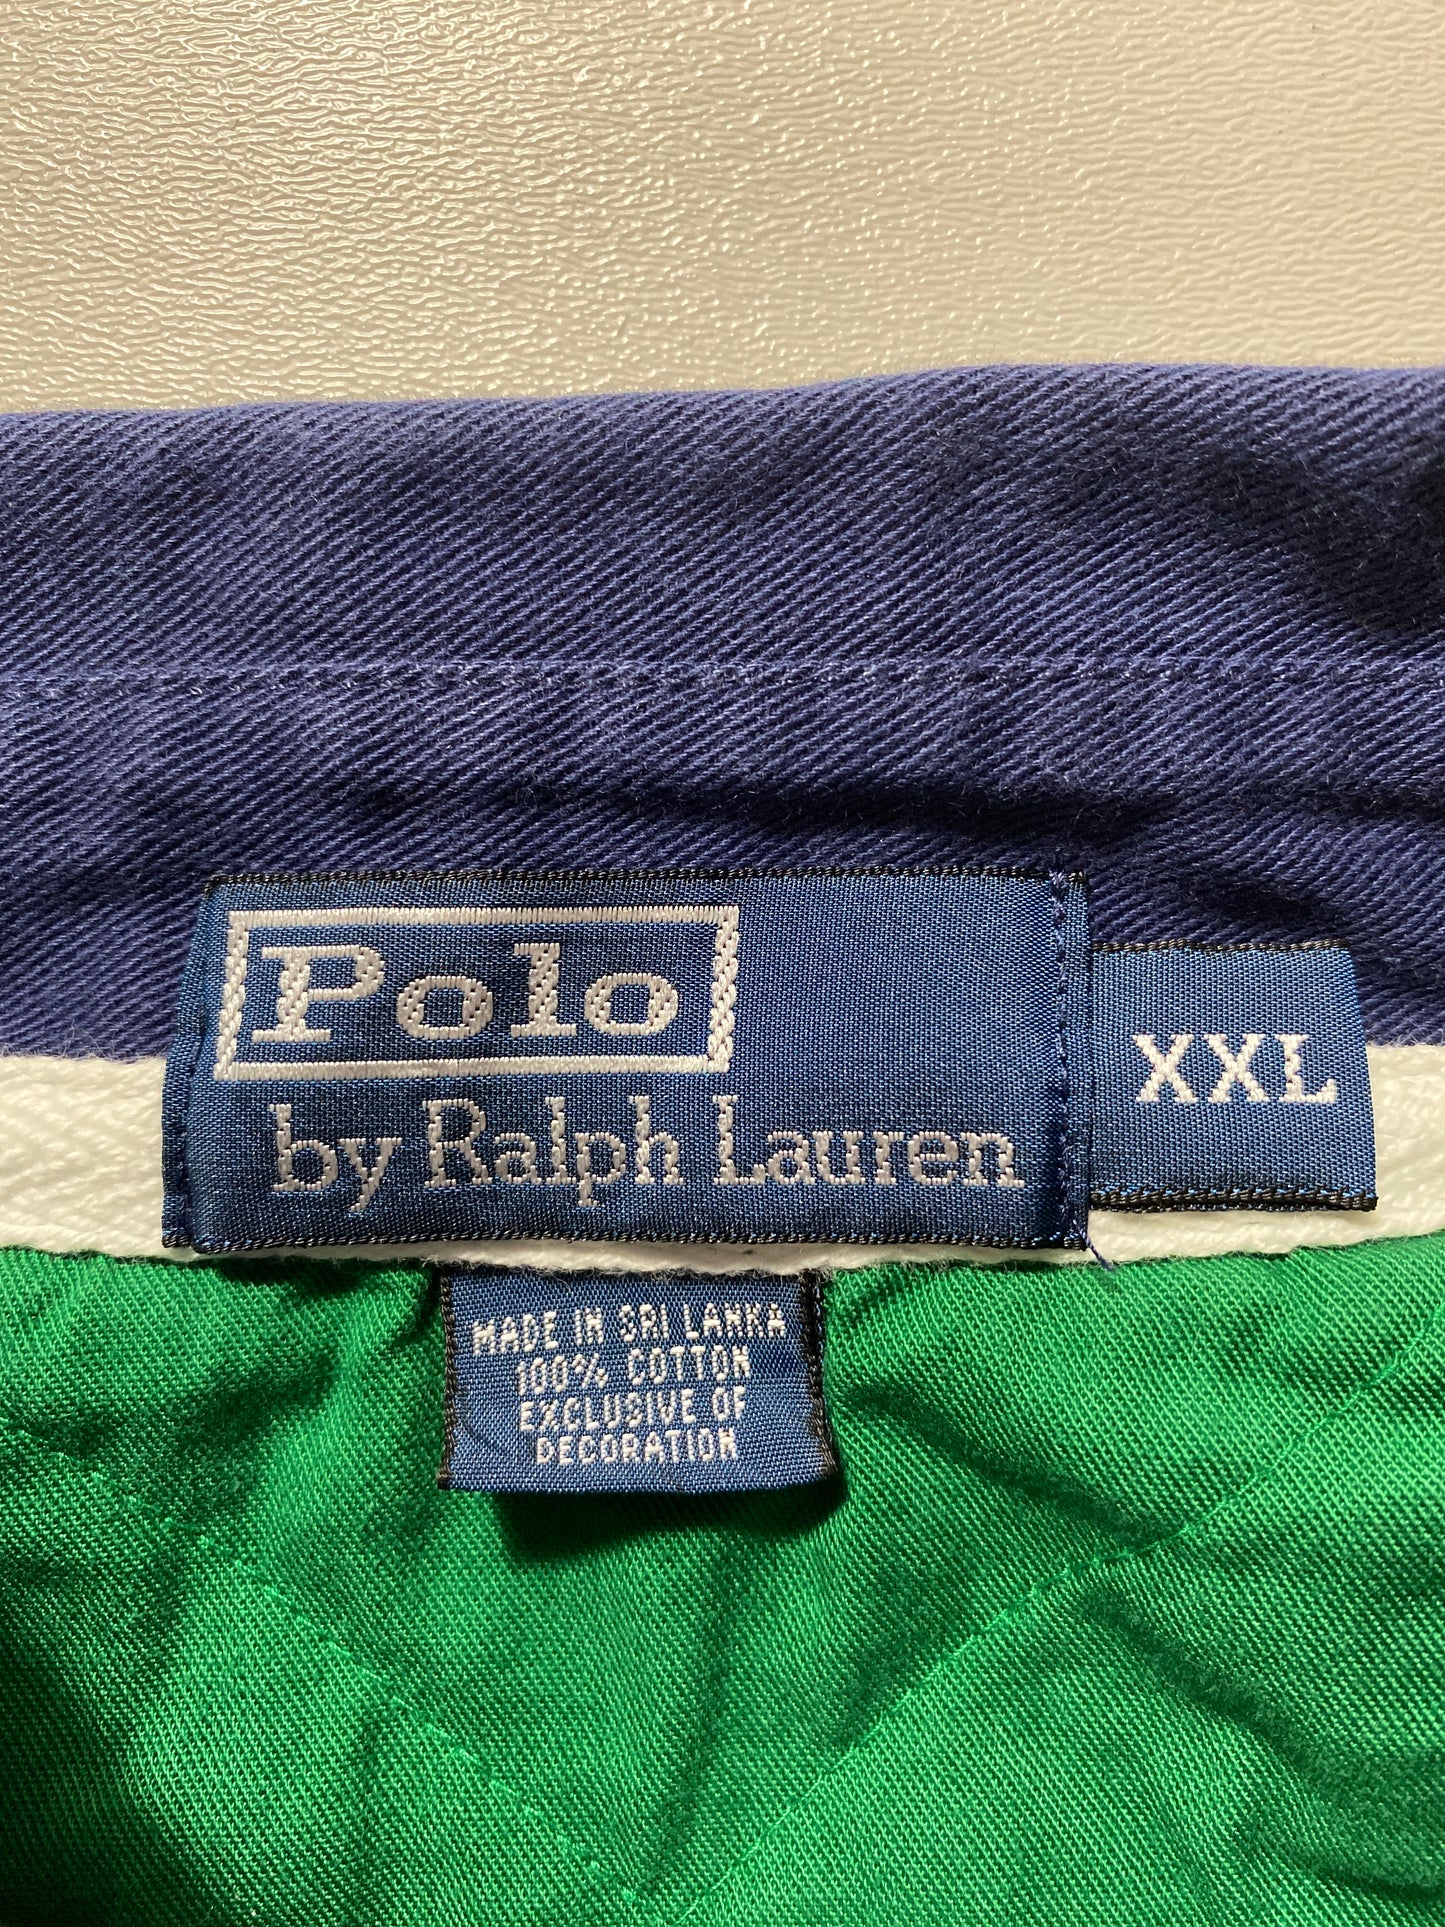 Polo
by Ralph Lauren
XXL
MADE IN SRI LANKA
100% COTTON
EXCLUSIVE OF
DECORATION